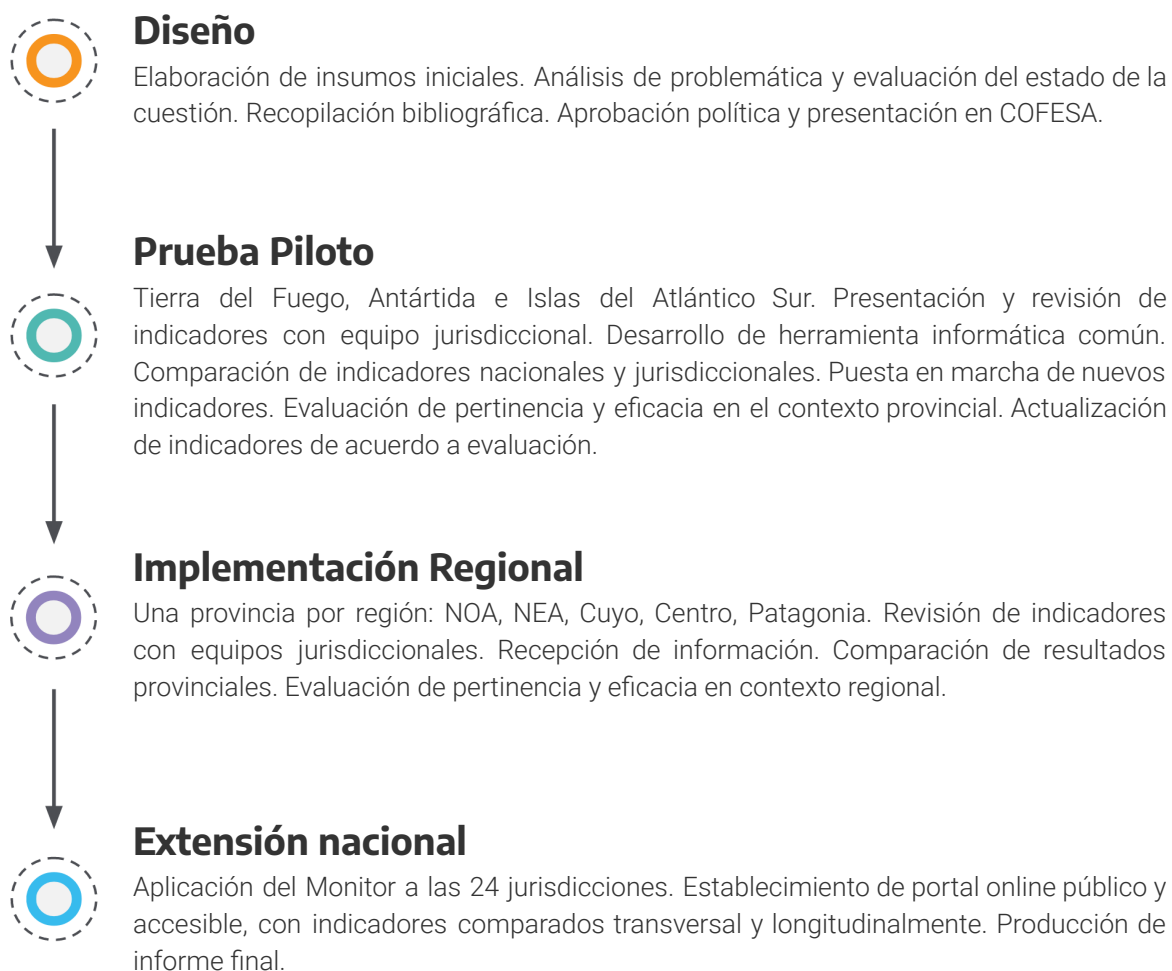 Diseño
Elaboración de insumos iniciales. Análisis de problemática y evaluación del estado de la
cuestión. Recopilación bibliográfica. Aprobación política y presentación en COFESA.
Prueba Piloto
Tierra del Fuego, Antártida e Islas del Atlántico Sur. Presentación y revisión de
indicadores con equipo jurisdiccional. Desarrollo de herramienta informática común.
Comparación de indicadores nacionales y jurisdiccionales. Puesta en marcha de nuevos
indicadores. Evaluación de pertinencia y eficacia en el contexto provincial. Actualización
de indicadores de acuerdo a evaluación.
Implementación Regional
Una provincia por región: NOA, NEA, Cuyo, Centro, Patagonia. Revisión de indicadores
con equipos jurisdiccionales. Recepción de información. Comparación de resultados
provinciales. Evaluación de pertinencia y eficacia en contexto regional.
Extensión nacional
Aplicación del Monitor a las 24 jurisdicciones. Establecimiento de portal online público y
accesible, con indicadores comparados transversal y longitudinalmente. Producción de
informe final.